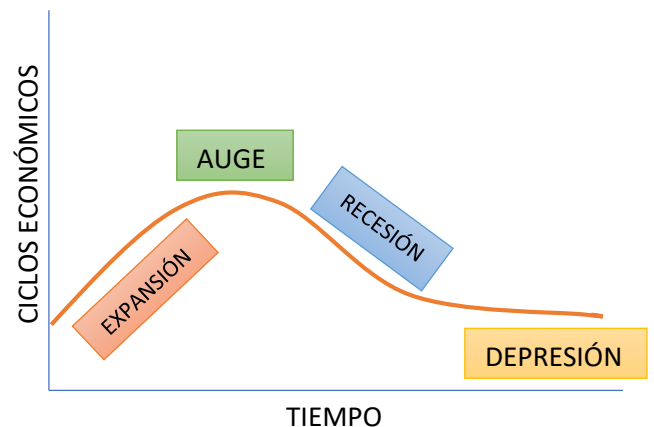 CICLOS ECONÓMICOS
AUGE
RECESIÓN
EXPANSIÓN
DEPRESIÓN
TIEMPO